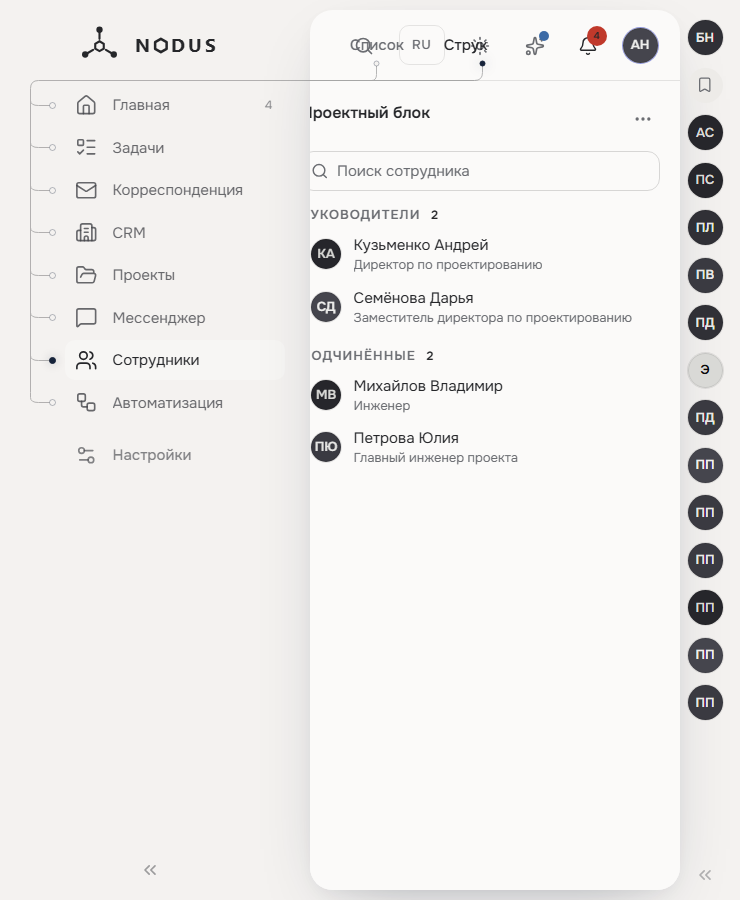 NODUS
Список
RU
Струк
4
АН
БН
Главная
4
Задачи
Корреспонденция
CRM
Проекты
Мессенджер
Сотрудники
Автоматизация
Настройки
Проектный блок
Поиск сотрудника
УКОВОДИТЕЛИ 2
КА
Кузьменко Андрей
Директор по проектированию
СД
Семёнова Дарья
Заместитель директора по проектированию
ОДЧИНЁННЫЕ 2
МВ
Михайлов Владимир
Инженер
ПЮ
Петрова Юлия
Главный инженер проекта
АС
ПС
ПЛ
ПВ
ПД
Э
ПД
ПП
ПП
ПП
ПП
ПП
ПП